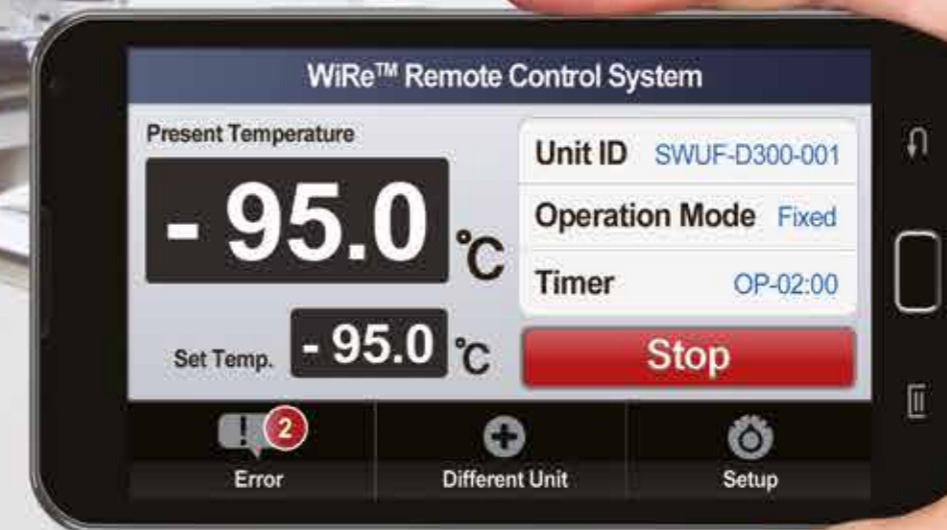 WiRe™ Remote Control System
Present Temperature
- 95.0 °C
Set Temp. - 95.0 °C
Unit ID SWUF-D300-001
Operation Mode Fixed
Timer OP-02:00
Stop
! 2
Error
Different Unit
Setup